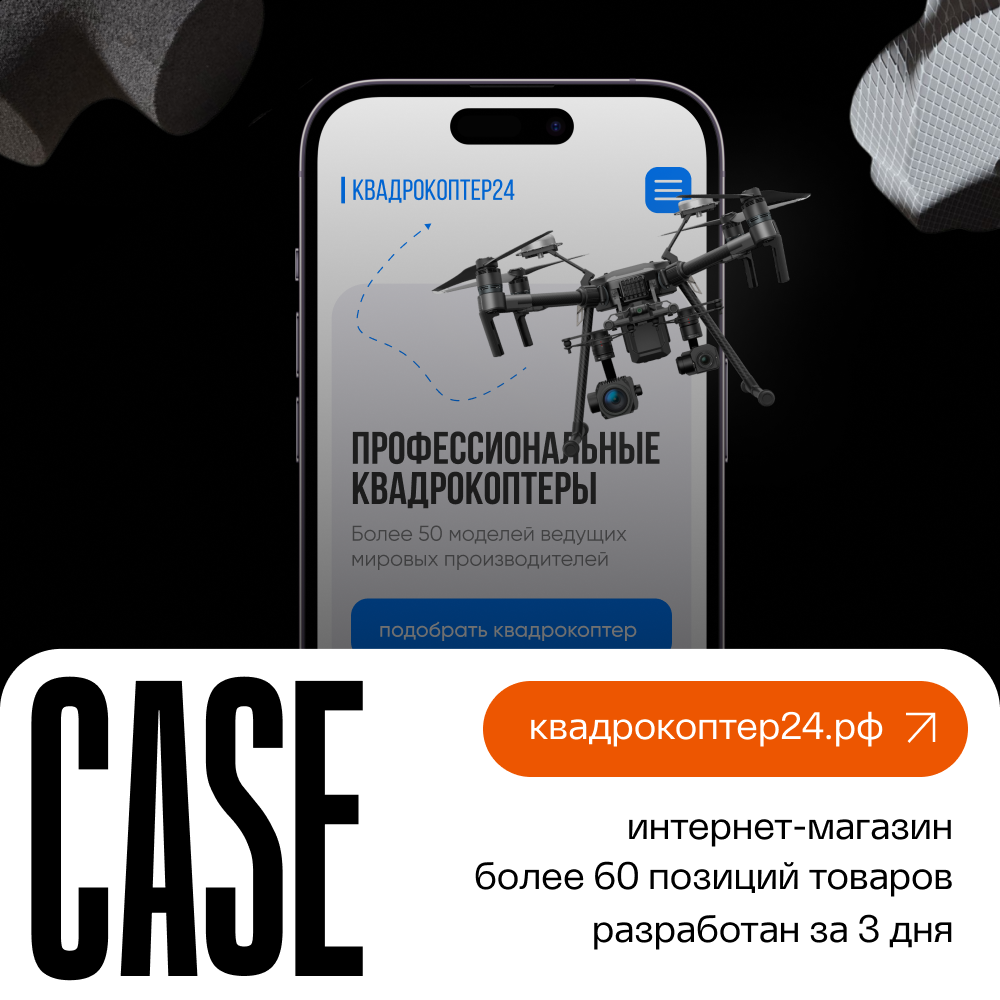 КВАДРОКОПТЕР24
ПРОФЕССИОНАЛЬНЫЕ
КВАДРОКОПТЕРЫ
Более 50 моделей ведущих
мировых производителей
подобрать квадрокоптер
CASE
квадрокоптер24.рф
интернет-магазин
более 60 позиций товаров
разработан за 3 дня